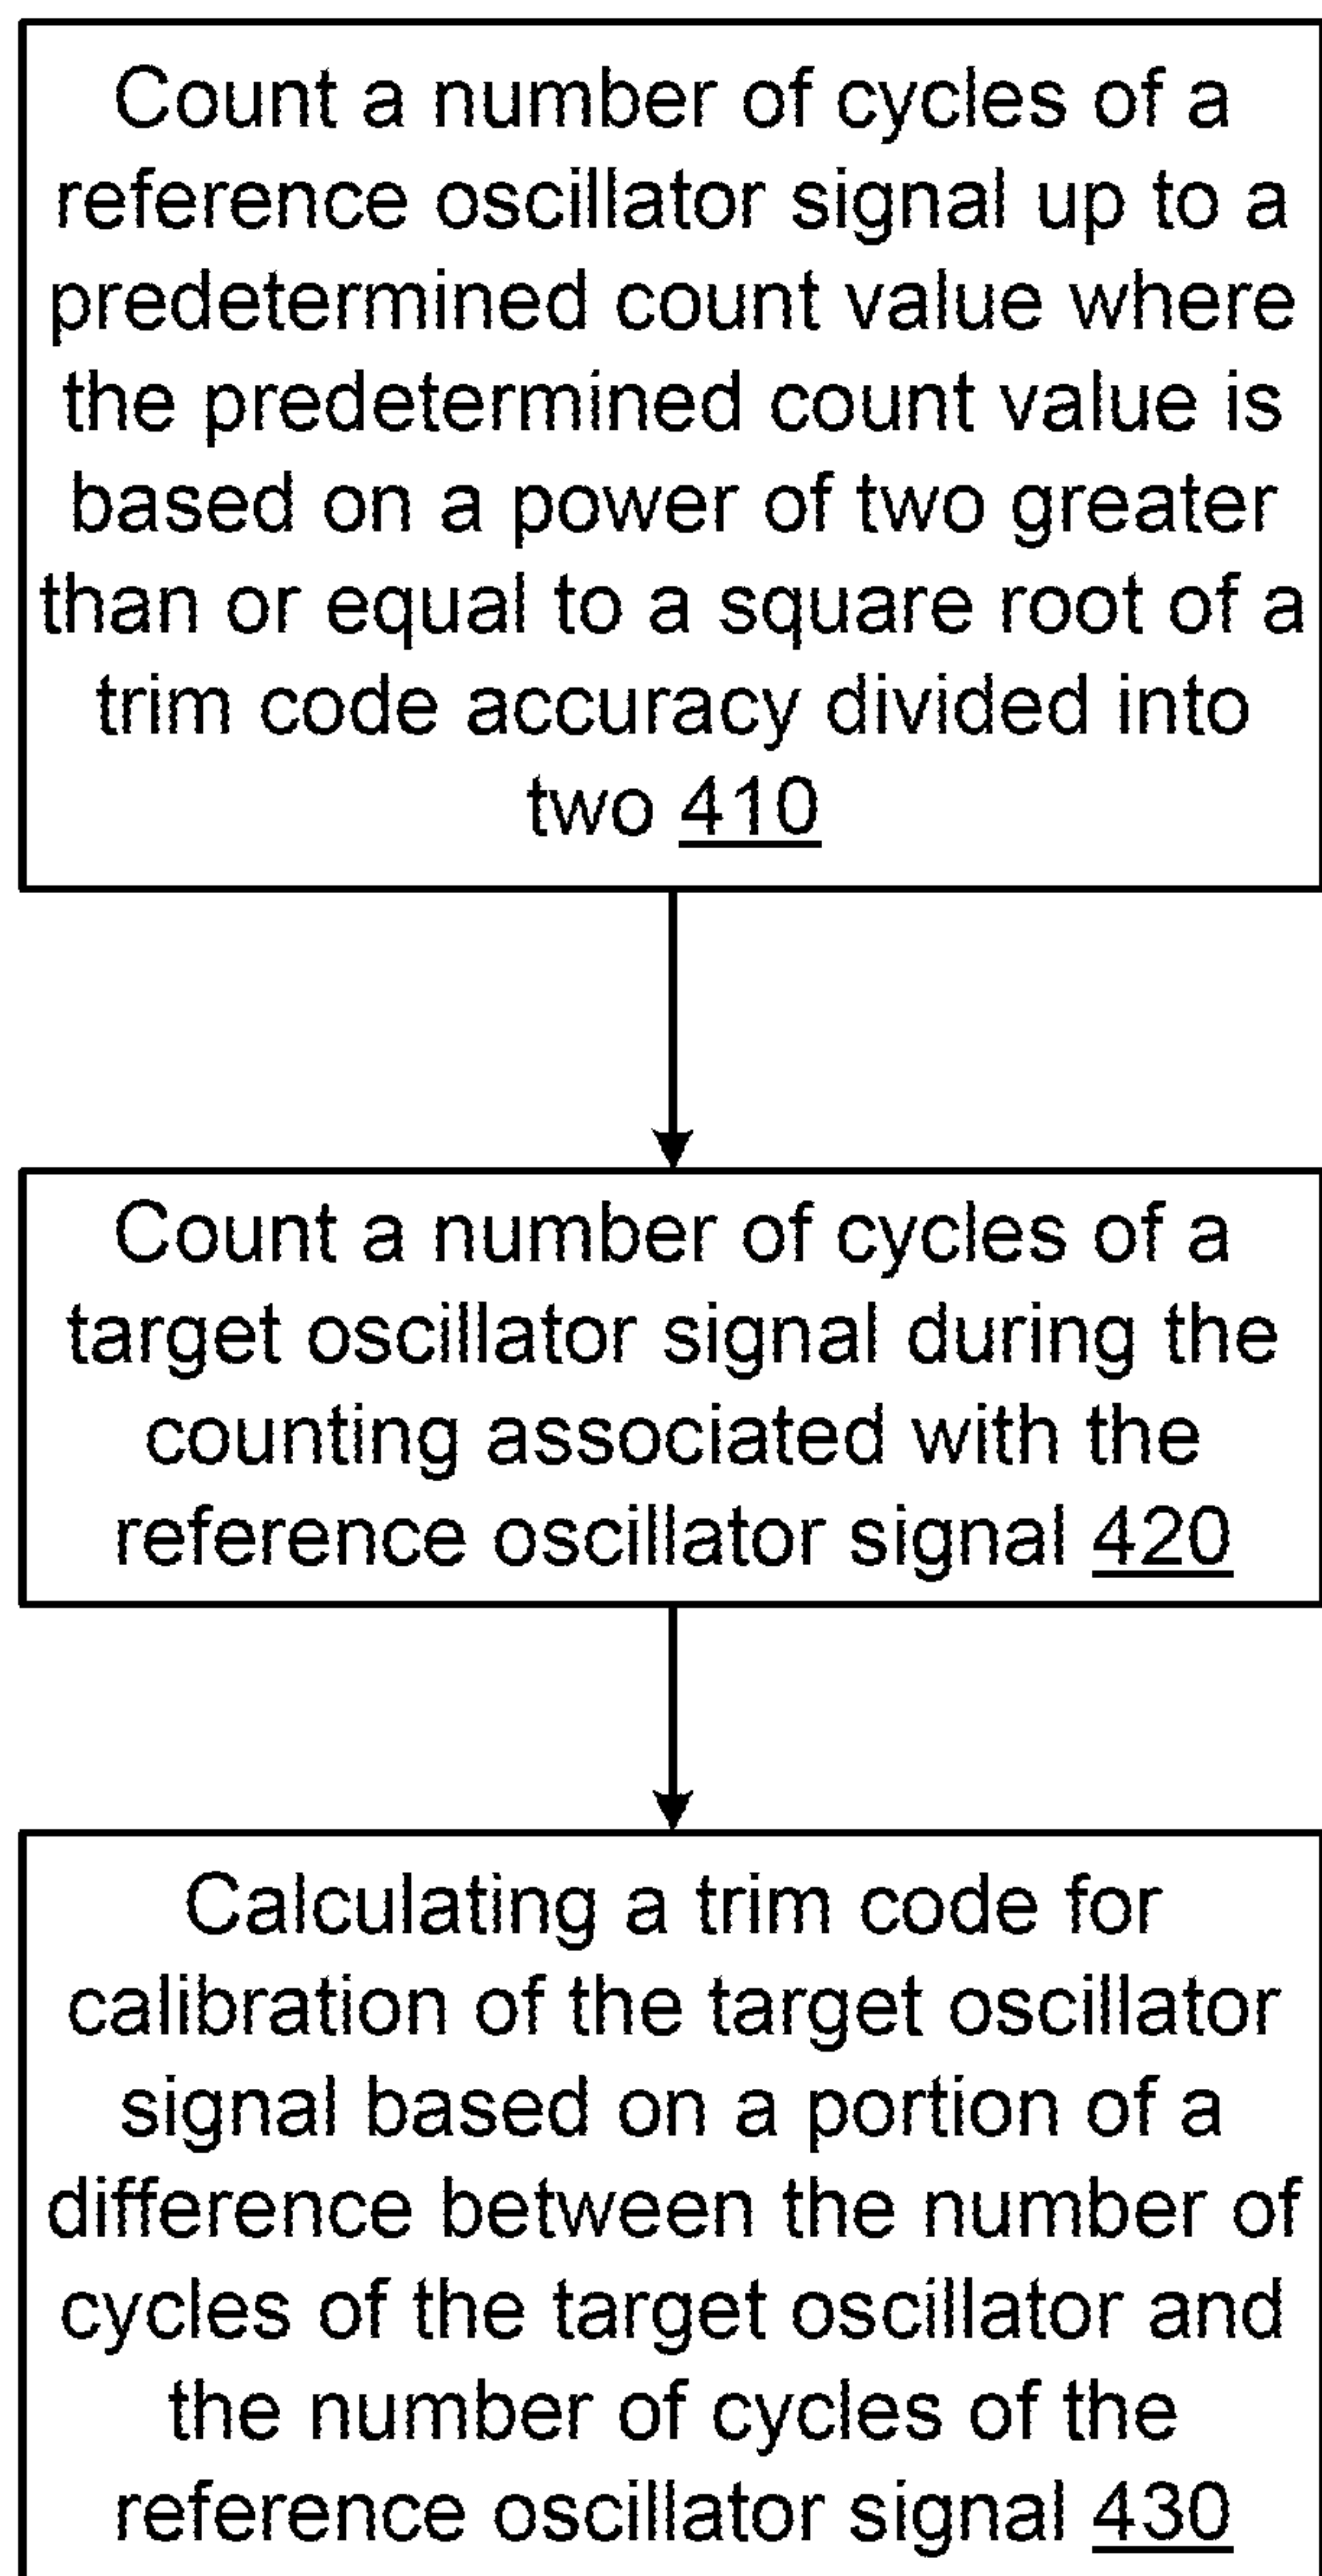 Count a number of cycles of a
reference oscillator signal up to a
predetermined count value where
the predetermined count value is
based on a power of two greater
than or equal to a square root of a
trim code accuracy divided into
two 410
Count a number of cycles of a
target oscillator signal during the
counting associated with the
reference oscillator signal 420
Calculating a trim code for
calibration of the target oscillator
signal based on a portion of a
difference between the number of
cycles of the target oscillator and
the number of cycles of the
reference oscillator signal 430